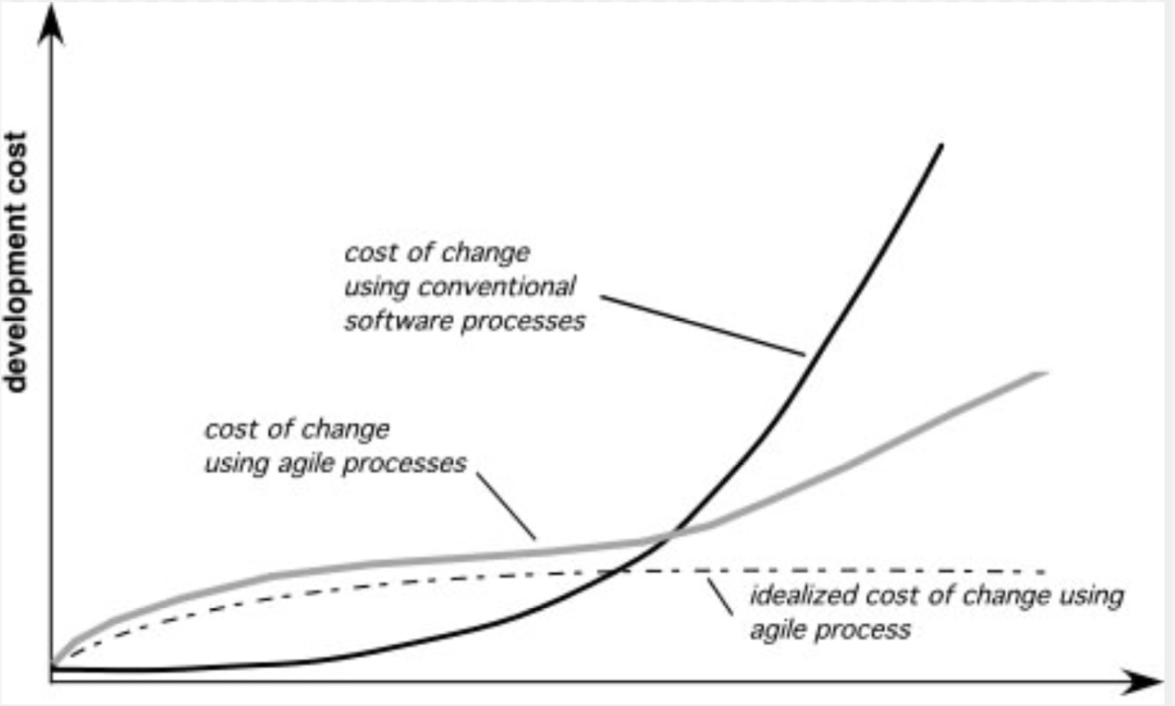 development cost
cost of change
using conventional
software processes
cost of change
using agile processes
idealized cost of change using
agile process